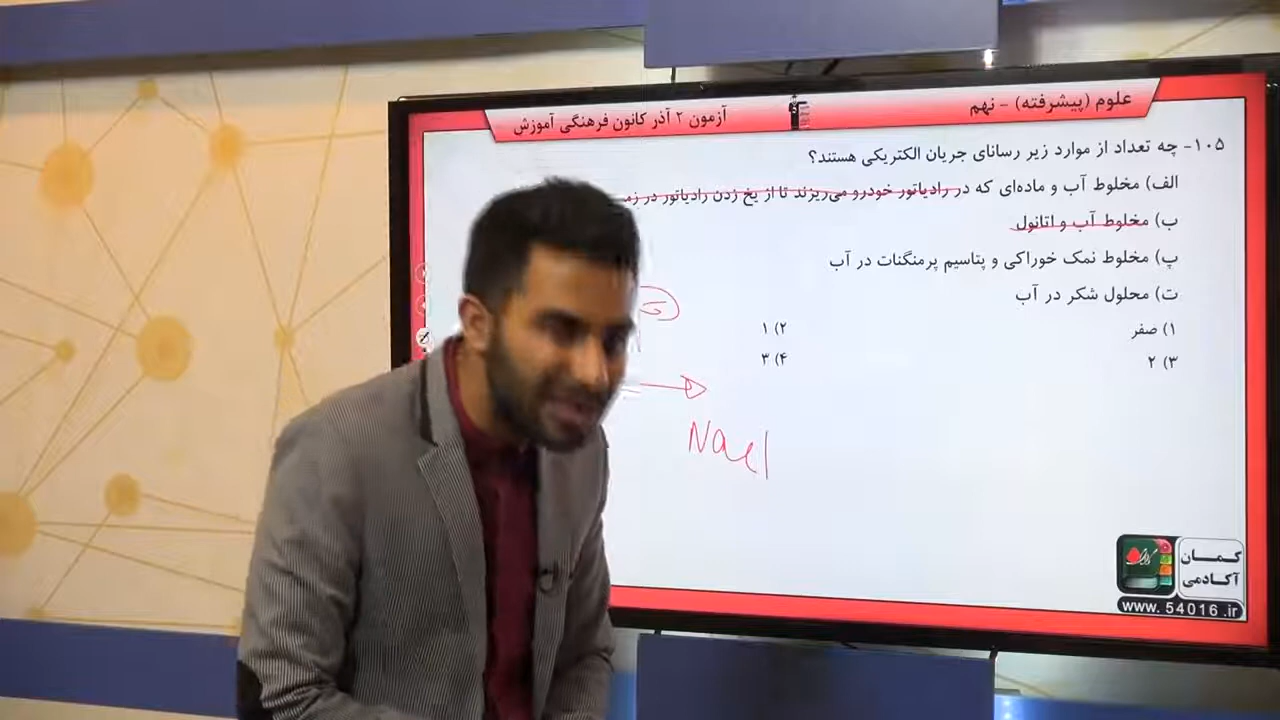 علوم (پیشرفته) - نهم
آزمون ۲ آذر کانون فرهنگی آموزش
۱۰۵- چه تعداد از موارد زیر رسانای جریان الکتریکی هستند؟
الف) مخلوط آب و ماده‌ای که در رادیاتور خودرو می‌ریزند تا از یخ زدن رادیاتور در
ب) مخلوط آب و اتانول
پ) مخلوط نمک خوراکی و پتاسیم پرمنگنات در آب
ت) محلول شکر در آب
۱) صفر ۲) ۱
۳) ۲ ۴) ۳
NaCl
کمان
آکادمی
www.54016.ir